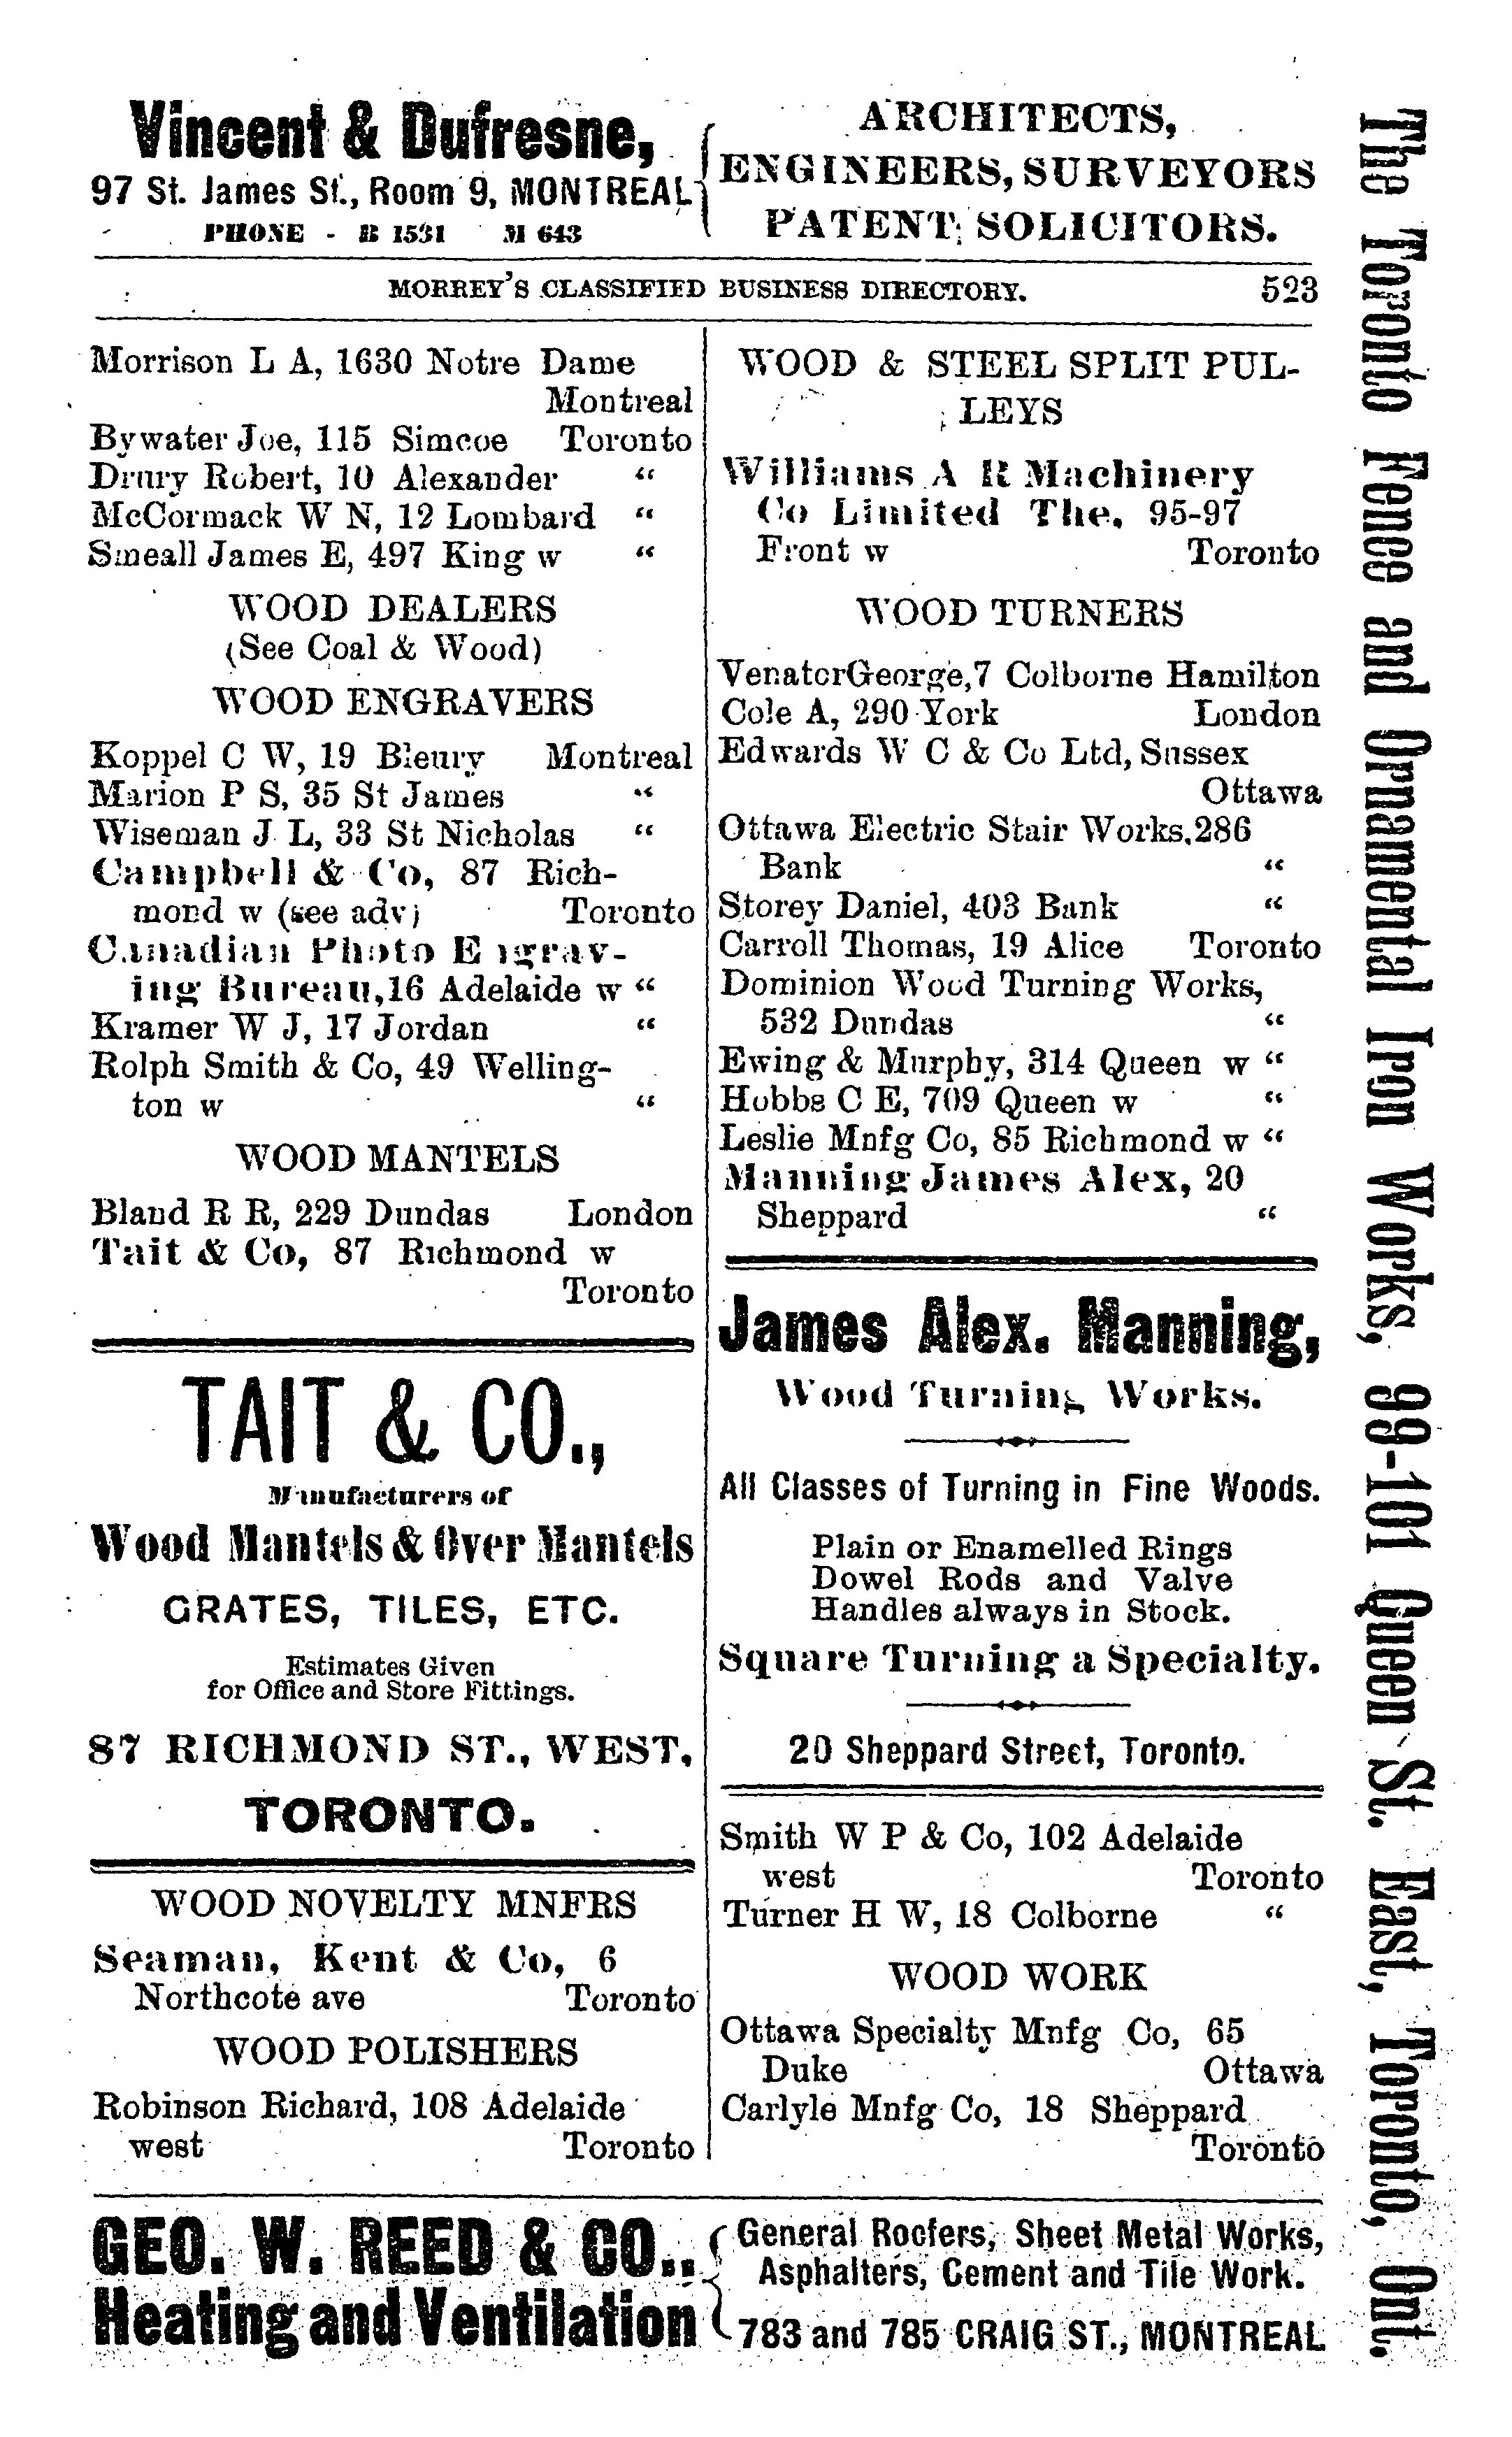 Vincent & Dufresne,
97 St. James St., Room 9, MONTREAL
PHONE - B 1531 M 643
ARCHITECTS,
ENGINEERS, SURVEYORS
PATENT SOLICITORS.
MORREY'S CLASSIFIED BUSINESS DIRECTORY. 523
Morrison L A, 1630 Notre Dame
Montreal
Bywater Joe, 115 Simcoe Toronto
Drury Robert, 10 Alexander "
McCormack W N, 12 Lombard "
Smeall James E, 497 King w "
WOOD DEALERS
(See Coal & Wood)
WOOD ENGRAVERS
Koppel C W, 19 Bleury Montreal
Marion P S, 35 St James "
Wiseman J L, 33 St Nicholas "
Campbell & Co, 87 Rich-
mond w (see adv) Toronto
Canadian Photo Engrav-
ing Bureau, 16 Adelaide w "
Kramer W J, 17 Jordan "
Rolph Smith & Co, 49 Welling-
ton w "
WOOD MANTELS
Bland R R, 229 Dundas London
Tait & Co, 87 Richmond w
Toronto
TAIT & CO.,
Manufacturers of
Wood Mantels & Over Mantels
GRATES, TILES, ETC.
Estimates Given
for Office and Store Fittings.
87 RICHMOND ST., WEST,
TORONTO.
WOOD NOVELTY MNFRS
Seaman, Kent & Co, 6
Northcote ave Toronto
WOOD POLISHERS
Robinson Richard, 108 Adelaide
west Toronto
WOOD & STEEL SPLIT PUL-
LEYS
Williams A R Machinery
Co Limited The, 95-97
Front w Toronto
WOOD TURNERS
Venator George, 7 Colborne Hamilton
Cole A, 290 York London
Edwards W C & Co Ltd, Sussex
Ottawa
Ottawa Electric Stair Works, 286
Bank "
Storey Daniel, 403 Bank "
Carroll Thomas, 19 Alice Toronto
Dominion Wood Turning Works,
532 Dundas "
Ewing & Murphy, 314 Queen w "
Hobbs C E, 709 Queen w "
Leslie Mnfg Co, 85 Richmond w "
Manning James Alex, 20
Sheppard "
James Alex. Manning,
Wood Turning Works.
All Classes of Turning in Fine Woods.
Plain or Enamelled Rings
Dowel Rods and Valve
Handles always in Stock.
Square Turning a Specialty.
20 Sheppard Street, Toronto.
Smith W P & Co, 102 Adelaide
west Toronto
Turner H W, 18 Colborne "
WOOD WORK
Ottawa Specialty Mnfg Co, 65
Duke Ottawa
Carlyle Mnfg Co, 18 Sheppard
Toronto
GEO. W. REED & CO.,
Heating and Ventilation
General Roofers, Sheet Metal Works,
Asphalters, Cement and Tile Work.
783 and 785 CRAIG ST., MONTREAL
The Toronto Fence and Ornamental Iron Works, 99-101 Queen St. East, Toronto, Ont.